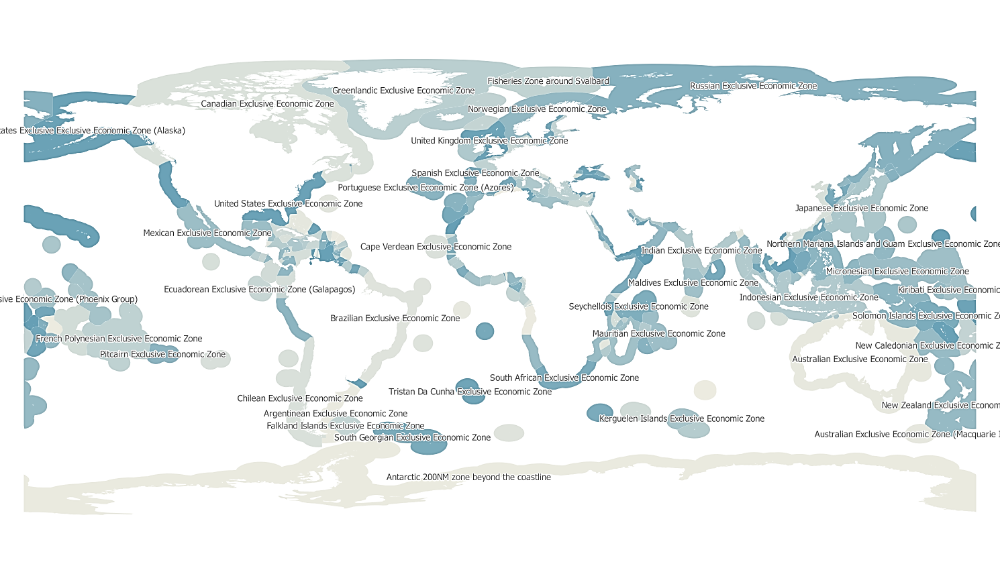 Fisheries Zone around Svalbard
Russian Exclusive Economic Zone
Greenlandic Exclusive Economic Zone
Canadian Exclusive Economic Zone
Norwegian Exclusive Economic Zone
ates Exclusive Exclusive Economic Zone (Alaska)
United Kingdom Exclusive Economic Zone
Spanish Exclusive Economic Zone
Portuguese Exclusive Economic Zone (Azores)
United States Exclusive Economic Zone
Japanese Exclusive Economic Zone
Mexican Exclusive Economic Zone
Northern Mariana Islands and Guam Exclusive Economic Zone
Cape Verdean Exclusive Economic Zone
Indian Exclusive Economic Zone
Micronesian Exclusive Economic Zone
Maldives Exclusive Economic Zone
Ecuadorean Exclusive Economic Zone (Galapagos)
Kiribati Exclusive Economic
sive Economic Zone (Phoenix Group)
Indonesian Exclusive Economic Zone
Seychellois Exclusive Economic Zone
Solomon Islands Exclusive Economic Zo
Brazilian Exclusive Economic Zone
Mauritian Exclusive Economic Zone
French Polynesian Exclusive Economic Zone
New Caledonian Exclusive Economic Z
Pitcairn Exclusive Economic Zone
Australian Exclusive Economic Zone
South African Exclusive Economic Zone
Tristan Da Cunha Exclusive Economic Zone
Chilean Exclusive Economic Zone
New Zealand Exclusive Econom
Argentinean Exclusive Economic Zone
Kerguelen Islands Exclusive Economic Zone
Falkland Islands Exclusive Economic Zone
Australian Exclusive Economic Zone (Macquarie
South Georgian Exclusive Economic Zone
Antarctic 200NM zone beyond the coastline